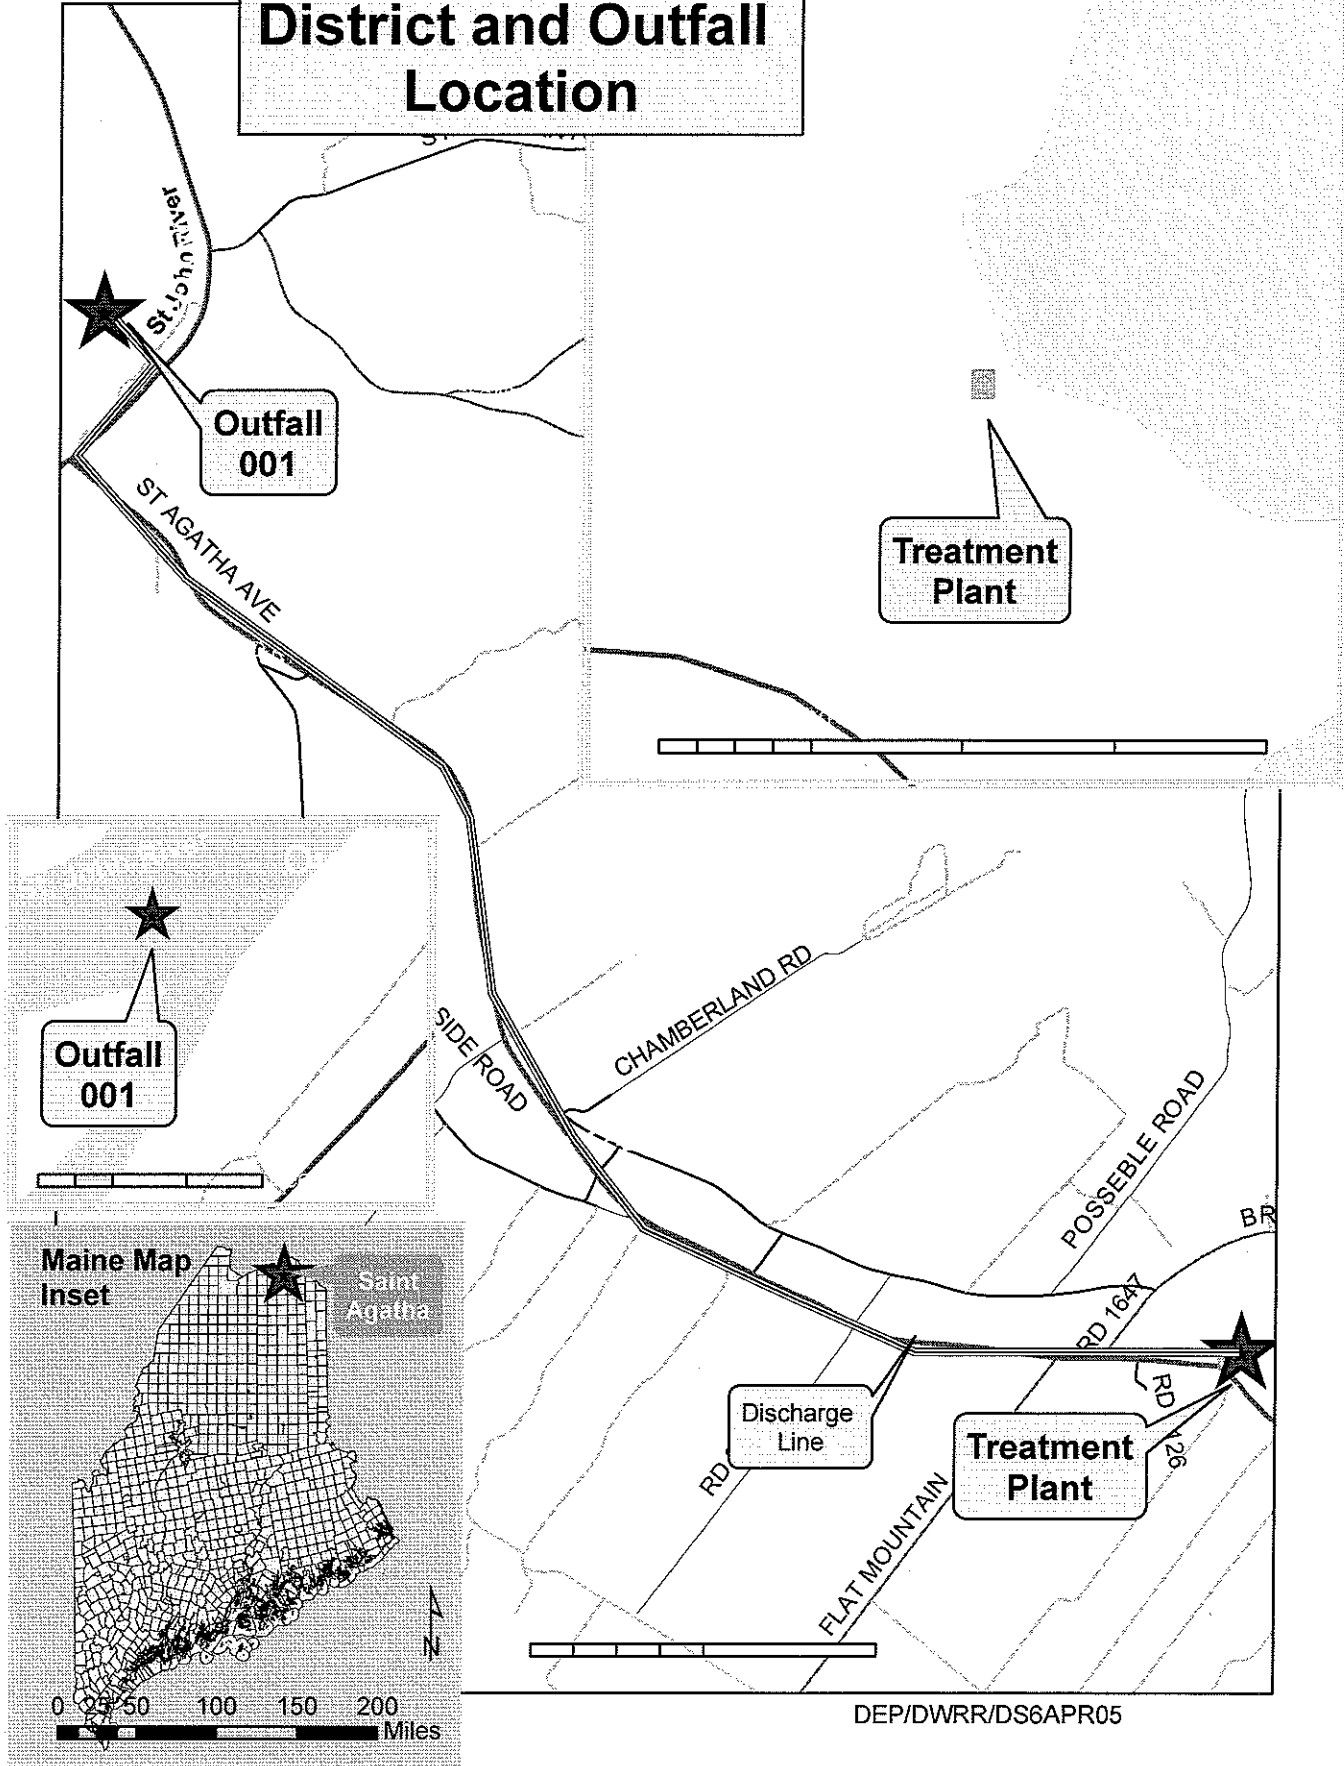 District and Outfall
Location
St. John River
Outfall
001
ST AGATHA AVE
Treatment
Plant
Outfall
001
SIDE ROAD
CHAMBERLAND RD
POSSEBLE ROAD
BR
RD 1647
RD
Discharge
Line
Treatment
Plant
126
RD
FLAT MOUNTAIN
Maine Map
Inset
Saint
Agatha
N
0 25 50 100 150 200
Miles
DEP/DWRR/DS6APR05